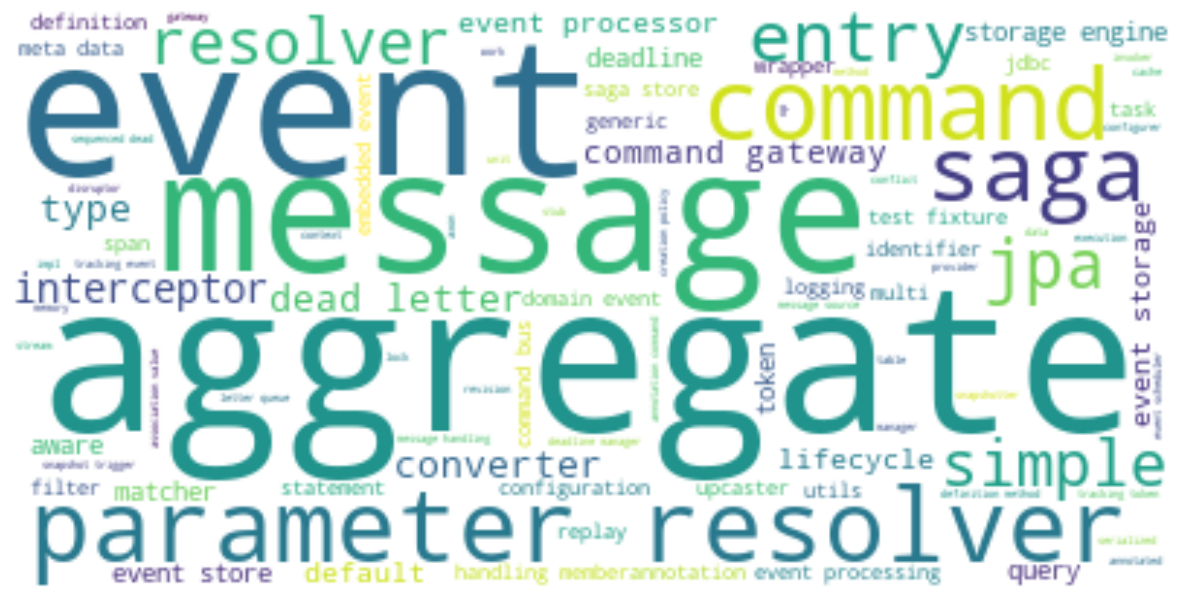 definition
gateway
event processor
entry
storage engine
meta data
resolver
work
deadline
wrapper
method
jdbc
invoker
cache
event
saga store
command
task
sequenced dead
embedded event
generic
configurer
unit
command gateway
saga
disruptor
message
conflict
type
creation policy
test fixture
data
context
span
identifier
execution
impl
tracking event
provider
jpa
interceptor
dead letter
domain event
logging
multi
message source
event storage
memory
aggregate
stream
association value
lock
command bus
association command
token
table
event scheduler
letter queue
revision
snapshotter
manager
aware
message handling
deadline manager
snapshot trigger
converter
lifecycle
simple
filter
matcher
statement
configuration
upcaster
utils
definition method
tracking token
parameter resolver
replay
serialized
annotated
event store
default
handling member
annotation
event processing
query